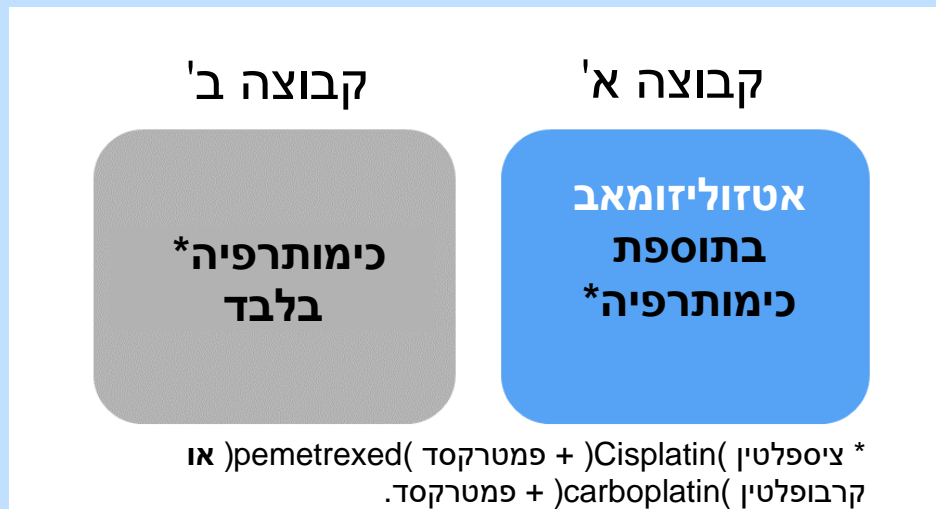 קבוצה א'
אטזוליזומאב
בתוספת
כימותרפיה*
קבוצה ב'
כימותרפיה*
בלבד
* ציספלטין (Cisplatin) + פמטרקסד (pemetrexed) או
קרבופלטין (carboplatin) + פמטרקסד.